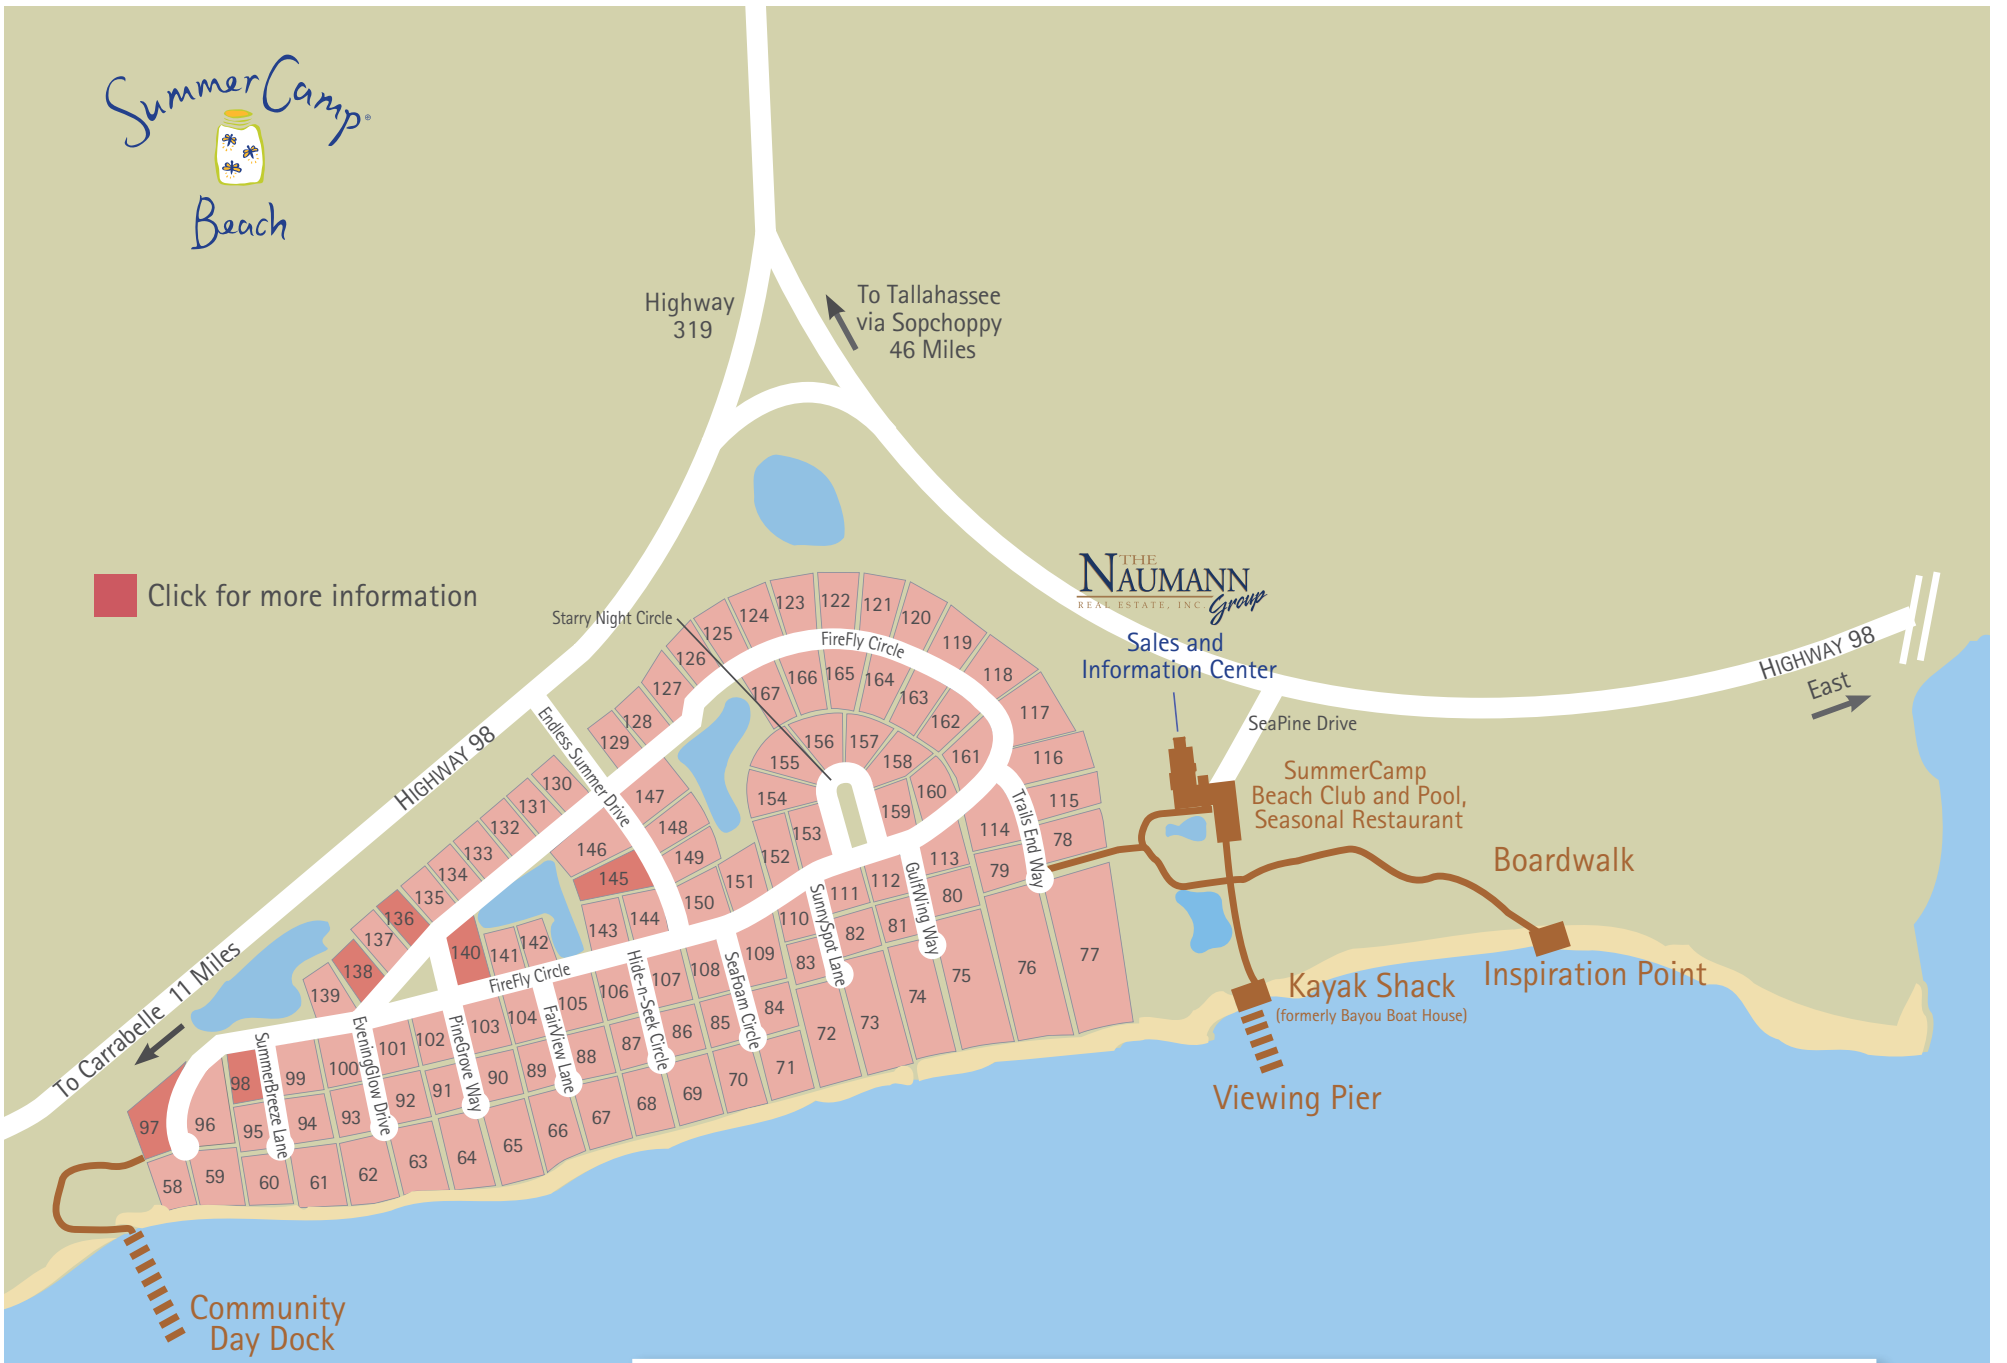 SummerCamp®
Beach
Highway
319
To Tallahassee
via Sopchoppy
46 Miles
Click for more information
Starry Night Circle
THE
NAUMANN
REAL ESTATE, INC. Group
Sales and
Information Center
HIGHWAY 98
East
SeaPine Drive
SummerCamp
Beach Club and Pool,
Seasonal Restaurant
Boardwalk
Inspiration Point
Kayak Shack
(formerly Bayou Boat House)
Viewing Pier
HIGHWAY 98
To Carrabelle 11 Miles
Community
Day Dock
FireFly Circle
Endless Summer Drive
Trails End Way
GulfWing Way
SunnySpot Lane
SeaFoam Circle
Hide-n-Seek Circle
FireFly Circle
FairView Lane
PineGrove Way
EveningGlow Drive
SummerBreeze Lane
58
59
60
61
62
63
64
65
66
67
68
69
70
71
72
73
74
75
76
77
78
79
80
81
82
83
84
85
86
87
88
89
90
91
92
93
94
95
96
97
98
99
100
101
102
103
104
105
106
107
108
109
110
111
112
113
114
115
116
117
118
119
120
121
122
123
124
125
126
127
128
129
130
131
132
133
134
135
136
137
138
139
140
141
142
143
144
145
146
147
148
149
150
151
152
153
154
155
156
157
158
159
160
161
162
163
164
165
166
167